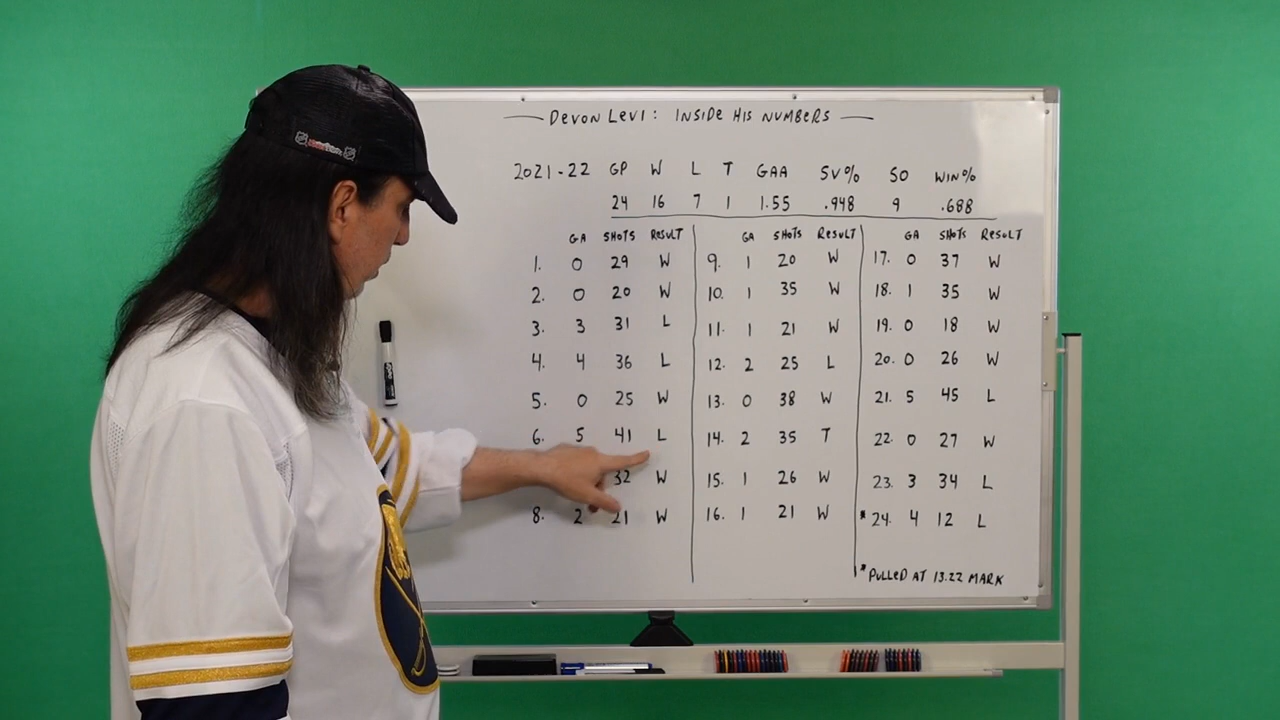 Devon Levi: Inside His Numbers
2021-22 GP W L T GAA SV% SO WIN%
24 16 7 1 1.55 .948 9 .688
GA SHOTS RESULT
1. 0 29 W
2. 0 20 W
3. 3 31 L
4. 4 36 L
5. 0 25 W
6. 5 41 L
32 W
8. 2 21 W
GA SHOTS RESULT
9. 1 20 W
10. 1 35 W
11. 1 21 W
12. 2 25 L
13. 0 38 W
14. 2 35 T
15. 1 26 W
16. 1 21 W
GA SHOTS RESULT
17. 0 37 W
18. 1 35 W
19. 0 18 W
20. 0 26 W
21. 5 45 L
22. 0 27 W
23. 3 34 L
*24. 4 12 L
*PULLED AT 13:22 MARK